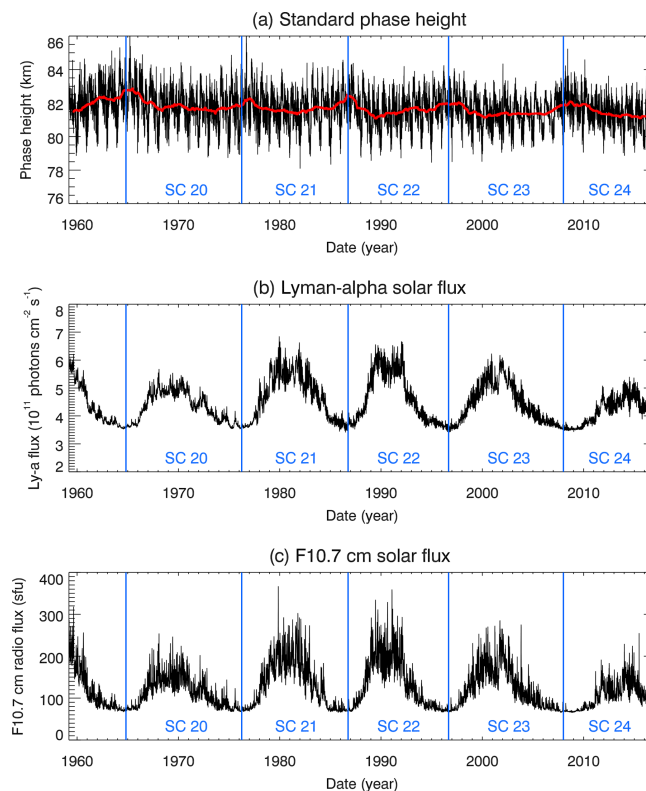 (a) Standard phase height
Phase height (km)
86
84
82
80
78
76
SC 20 SC 21 SC 22 SC 23 SC 24
1960 1970 1980 1990 2000 2010
Date (year)
(b) Lyman-alpha solar flux
Ly-a flux (10¹¹ photons cm⁻² s⁻¹)
8
7
6
5
4
3
2
SC 20 SC 21 SC 22 SC 23 SC 24
1960 1970 1980 1990 2000 2010
Date (year)
(c) F10.7 cm solar flux
F10.7 cm radio flux (sfu)
400
300
200
100
0
SC 20 SC 21 SC 22 SC 23 SC 24
1960 1970 1980 1990 2000 2010
Date (year)